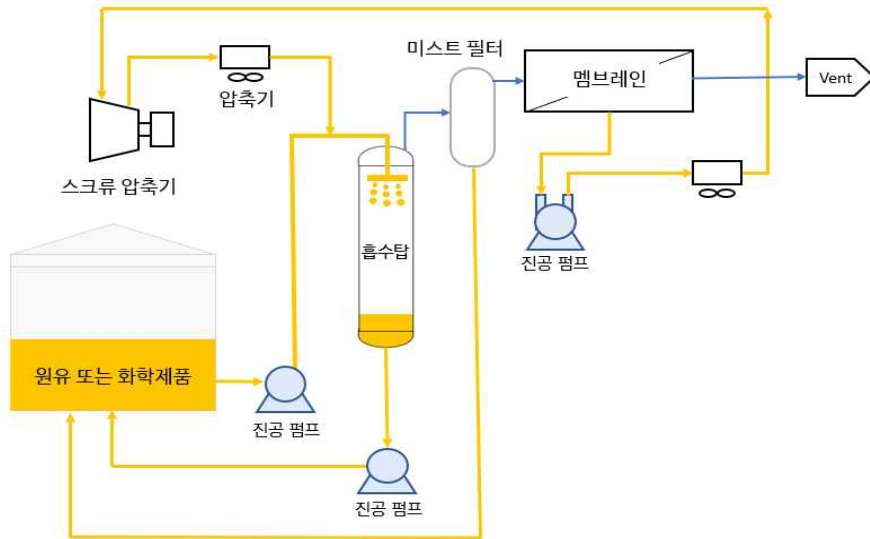 미스트 필터
멤브레인
Vent
압축기
스크류 압축기
흡수탑
진공 펌프
원유 또는 화학제품
진공 펌프
진공 펌프